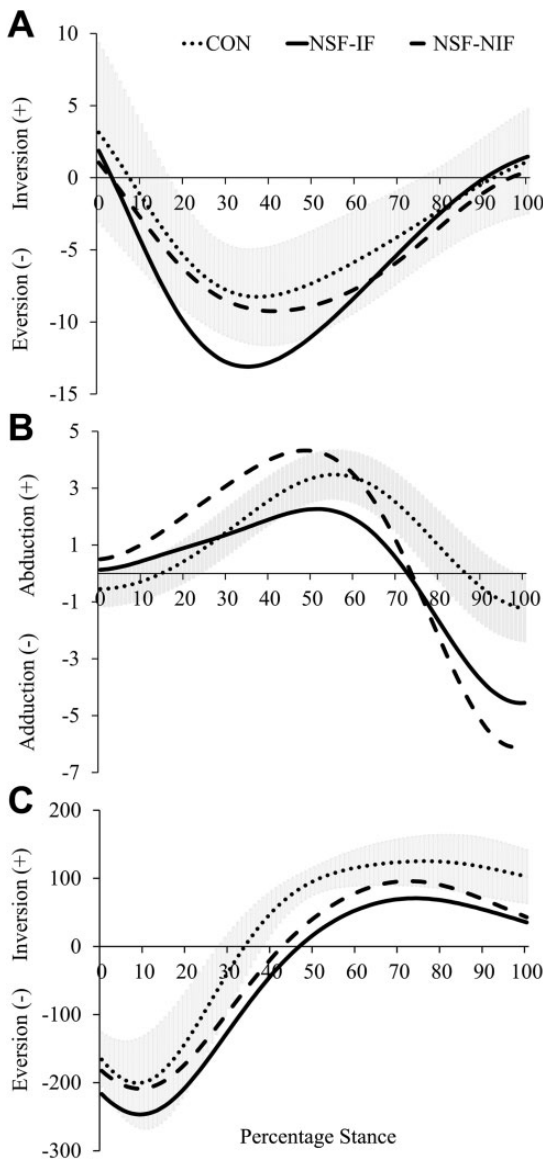 A
10
CON NSF-IF NSF-NIF
5
Inversion (+)
0
0 10 20 30 40 50 60 70 80 90 100
-5
Eversion (-)
-10
-15
B
5
3
Abduction (+)
1
-1
0 10 20 30 40 50 60 70 80 90 100
-3
Adduction (-)
-5
-7
C
200
100
Inversion (+)
0
0 10 20 30 40 50 60 70 80 90 100
-100
Eversion (-)
-200
-300
Percentage Stance